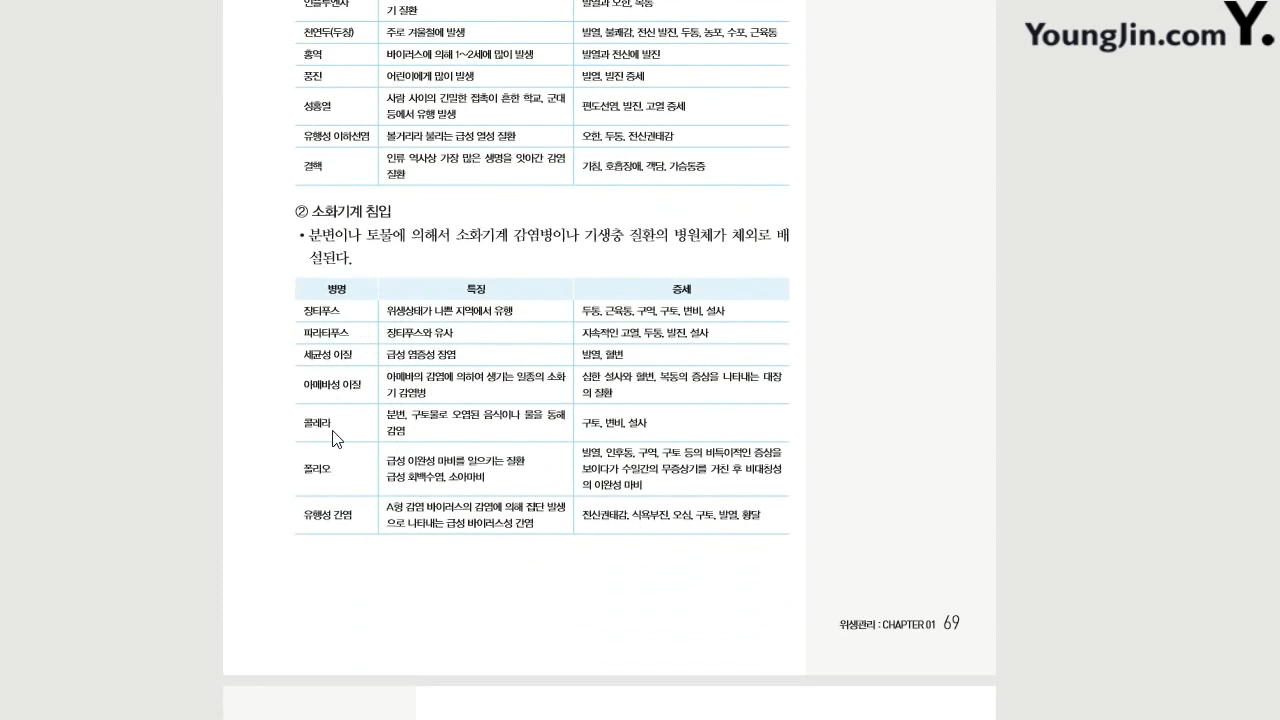 YoungJin.com Y.
기 질환
발열과 오한, 복통
천연두(두창) 주로 겨울철에 발생 발열, 불쾌감, 전신 발진, 두통, 농포, 수포, 근육통
홍역 바이러스에 의해 1~2세에 많이 발생 발열과 전신에 발진
풍진 어린이에게 많이 발생 발열, 발진 증세
성홍열 사람 사이의 긴밀한 접촉이 흔한 학교, 군대 편도선염, 발진, 고열 증세
등에서 유행 발생
유행성 이하선염 볼거리라 불리는 급성 열성 질환 오한, 두통, 전신권태감
결핵 인류 역사상 가장 많은 생명을 앗아간 감염 기침, 호흡장애, 객담, 가슴통증
질환
② 소화기계 침입
• 분변이나 토물에 의해서 소화기계 감염병이나 기생충 질환의 병원체가 체외로 배
설된다.
병명 특징 증세
장티푸스 위생상태가 나쁜 지역에서 유행 두통, 근육통, 구역, 구토, 변비, 설사
파라티푸스 장티푸스와 유사 지속적인 고열, 두통, 발진, 설사
세균성 이질 급성 염증성 장염 발열, 혈변
아메바성 이질 아메바의 감염에 의하여 생기는 일종의 소화 심한 설사와 혈변, 복통의 증상을 나타내는 대장
기 감염병 의 질환
콜레라 분변, 구토물로 오염된 음식이나 물을 통해 구토, 변비, 설사
감염
폴리오 급성 이완성 마비를 일으키는 질환 발열, 인후통, 구역, 구토 등의 비특이적인 증상을
급성 회백수염, 소아마비 보이다가 수일간의 무증상기를 거친 후 비대칭성
의 이완성 마비
유행성 간염 A형 감염 바이러스의 감염에 의해 집단 발생 전신권태감, 식욕부진, 오심, 구토, 발열, 황달
으로 나타내는 급성 바이러스성 간염
위생관리 : CHAPTER 01 69